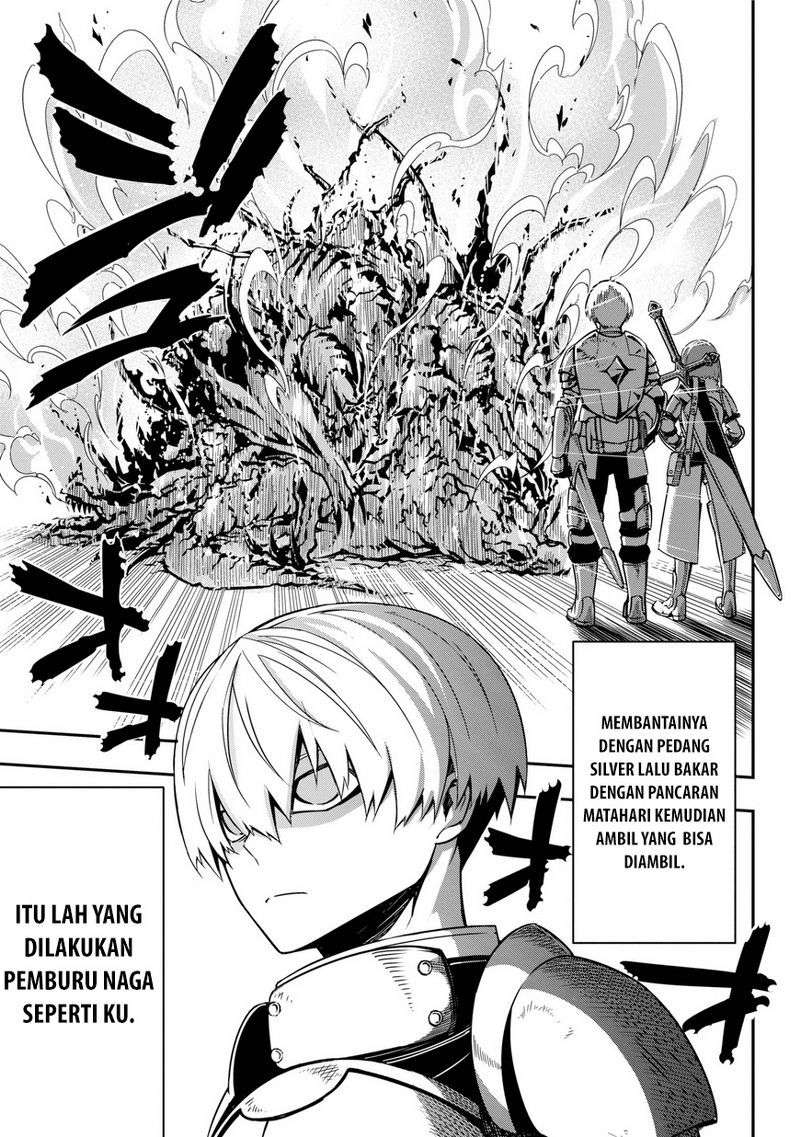 MEMBANTAINYA
DENGAN PEDANG
SILVER LALU BAKAR
DENGAN PANCARAN
MATAHARI KEMUDIAN
AMBIL YANG BISA
DIAMBIL.
ITU LAH YANG
DILAKUKAN
PEMBURU NAGA
SEPERTI KU.